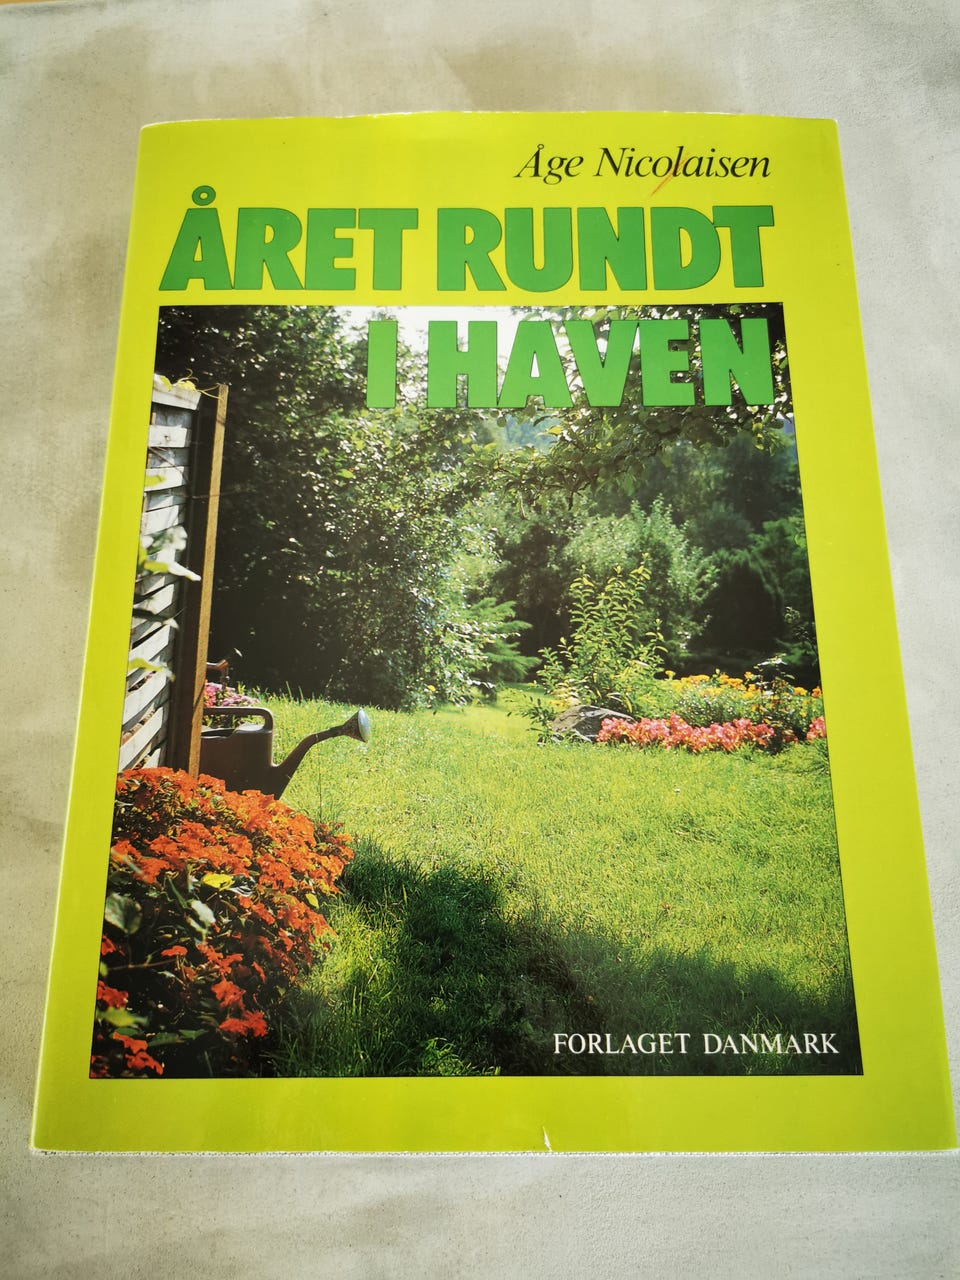 Åge Nicolaisen
ÅRET RUNDT
I HAVEN
FORLAGET DANMARK